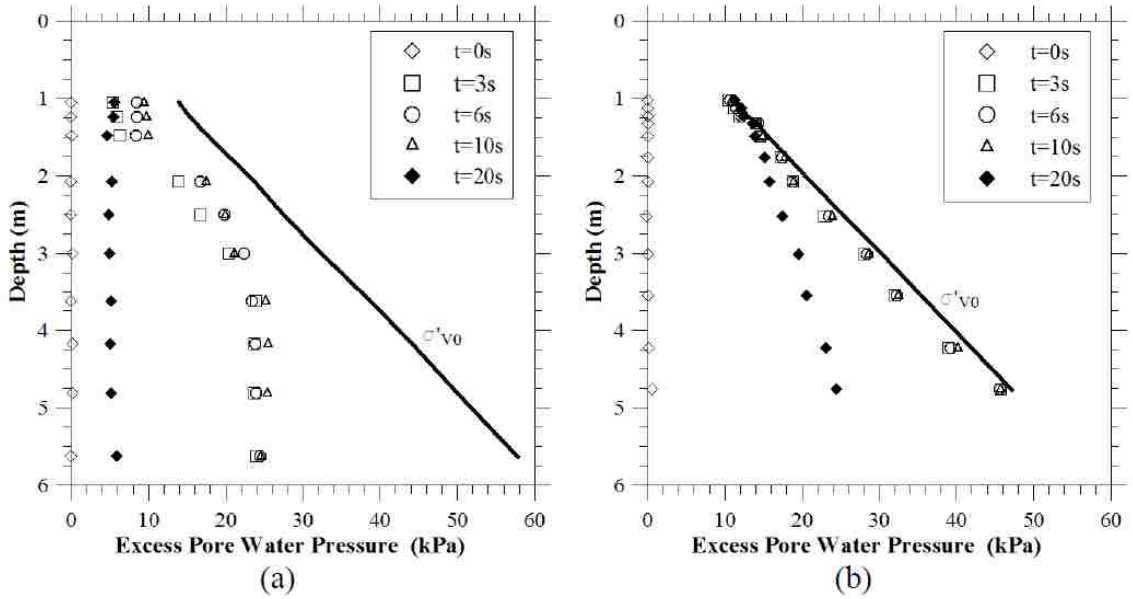 0
1
2
3
4
5
6
Depth (m)
t=0s
t=3s
t=6s
t=10s
t=20s
σ'V0
0 10 20 30 40 50 60
Excess Pore Water Pressure (kPa)
(a)
0
1
2
3
4
5
6
Depth (m)
t=0s
t=3s
t=6s
t=10s
t=20s
σ'V0
0 10 20 30 40 50 60
Excess Pore Water Pressure (kPa)
(b)